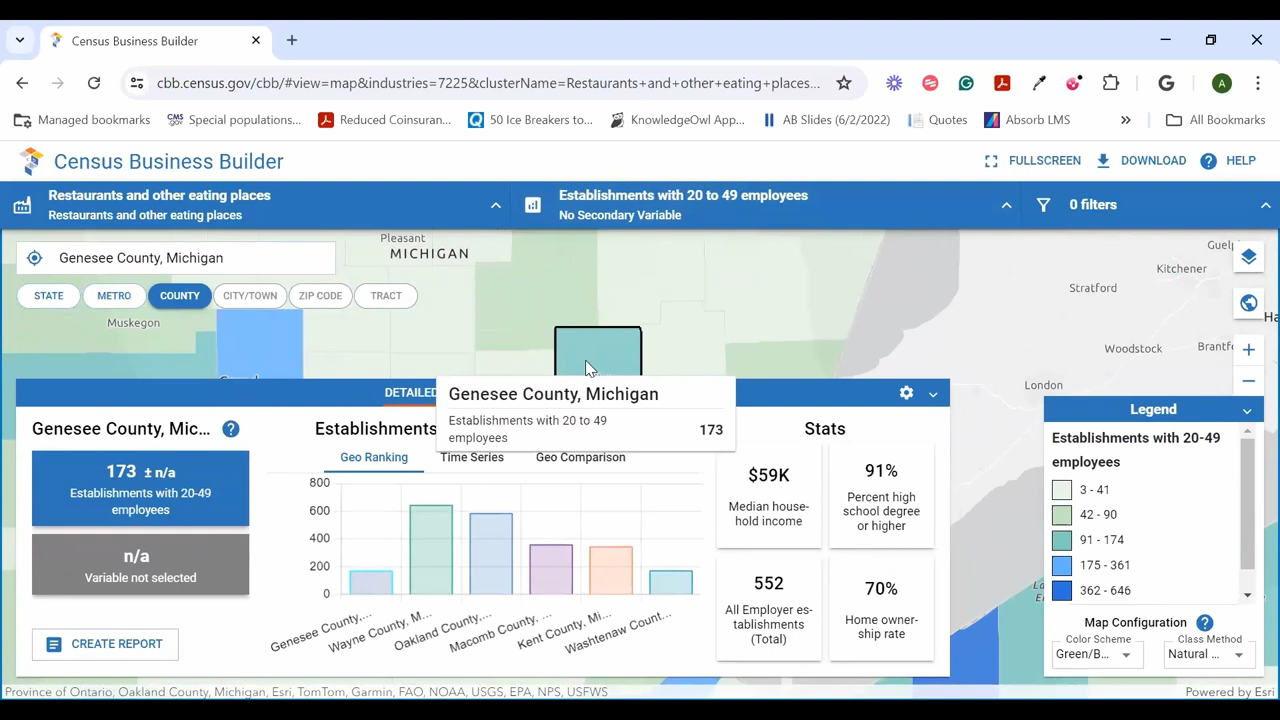 Census Business Builder
cbb.census.gov/cbb/#view=map&industries=7225&clusterName=Restaurants+and+other+eating+places...
Managed bookmarks
Special populations...
Reduced Coinsuran...
50 Ice Breakers to...
KnowledgeOwl App...
AB Slides (6/2/2022)
Quotes
Absorb LMS
All Bookmarks
Census Business Builder
FULLSCREEN
DOWNLOAD
HELP
Restaurants and other eating places
Restaurants and other eating places
Establishments with 20 to 49 employees
No Secondary Variable
0 filters
Genesee County, Michigan
STATE
METRO
COUNTY
CITY/TOWN
ZIP CODE
TRACT
Pleasant
MICHIGAN
Muskegon
Kitchener
Stratford
Woodstock
London
DETAILED
Genesee County, Michigan
Establishments with 20 to 49
employees
173
Genesee County, Mic...
173 ± n/a
Establishments with 20-49
employees
n/a
Variable not selected
CREATE REPORT
Establishments
Geo Ranking
Time Series
Geo Comparison
800
600
400
200
0
Genesee County,...
Wayne County, M...
Oakland County,...
Macomb County, ...
Kent County, Mi...
Washtenaw Count...
Stats
$59K
Median house-
hold income
91%
Percent high
school degree
or higher
552
All Employer es-
tablishments
(Total)
70%
Home owner-
ship rate
Legend
Establishments with 20-49
employees
3 - 41
42 - 90
91 - 174
175 - 361
362 - 646
Map Configuration
Color Scheme
Green/B...
Class Method
Natural ...
Province of Ontario, Oakland County, Michigan, Esri, TomTom, Garmin, FAO, NOAA, USGS, EPA, NPS, USFWS
Powered by Esri